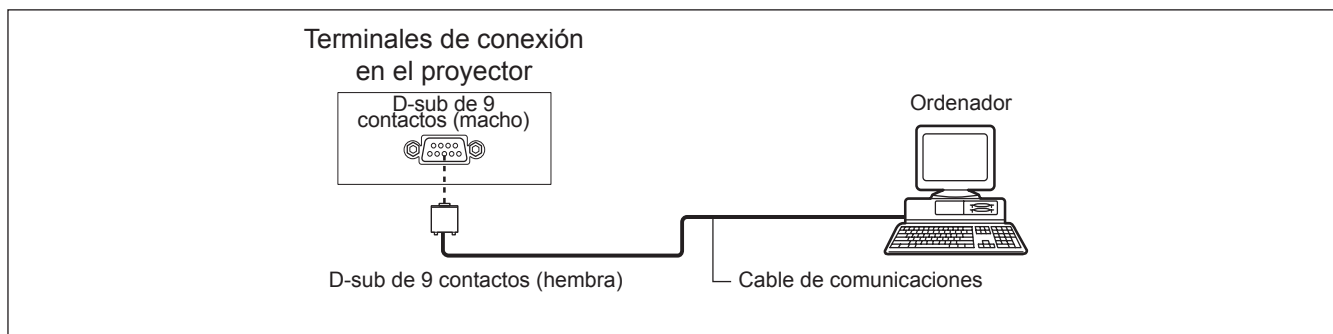 Terminales de conexión
en el proyector
D-sub de 9
contactos (macho)
Ordenador
D-sub de 9 contactos (hembra)
Cable de comunicaciones